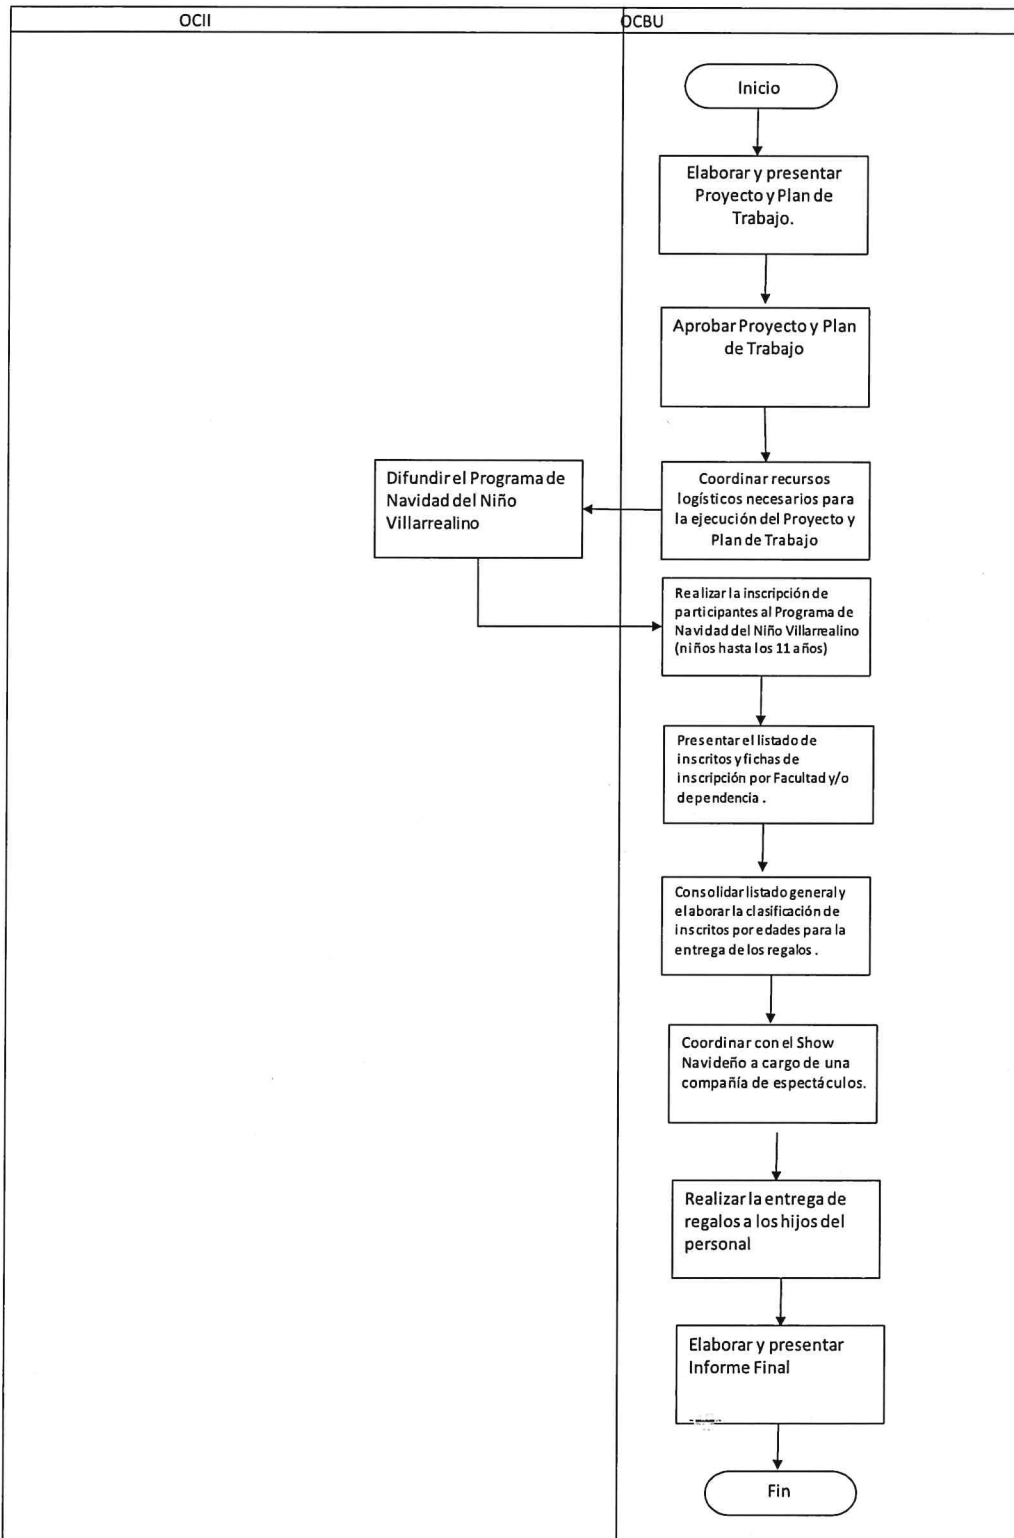 OCII
OCBU
Inicio
Elaborar y presentar
Proyecto y Plan de
Trabajo.
Aprobar Proyecto y Plan
de Trabajo
Coordinar recursos
logísticos necesarios para
la ejecución del Proyecto y
Plan de Trabajo
Difundir el Programa de
Navidad del Niño
Villarrealino
Realizar la inscripción de
participantes al Programa de
Navidad del Niño Villarrealino
(niños hasta los 11 años)
Presentar el listado de
inscritos y fichas de
inscripción por Facultad y/o
dependencia .
Consolidar listado general y
elaborar la clasificación de
inscritos por edades para la
entrega de los regalos .
Coordinar con el Show
Navideño a cargo de una
compañía de espectáculos.
Realizar la entrega de
regalos a los hijos del
personal
Elaborar y presentar
Informe Final
Fin